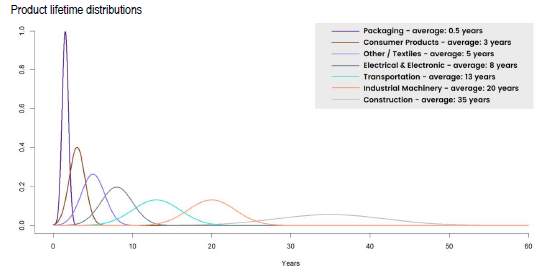 Product lifetime distributions
Packaging - average: 0.5 years
Consumer Products - average: 3 years
Other / Textiles - average: 5 years
Electrical & Electronic - average: 8 years
Transportation - average: 13 years
Industrial Machinery - average: 20 years
Construction - average: 35 years
1.0
0.8
0.6
0.4
0.2
0.0
0 10 20 30 40 50 60
Years